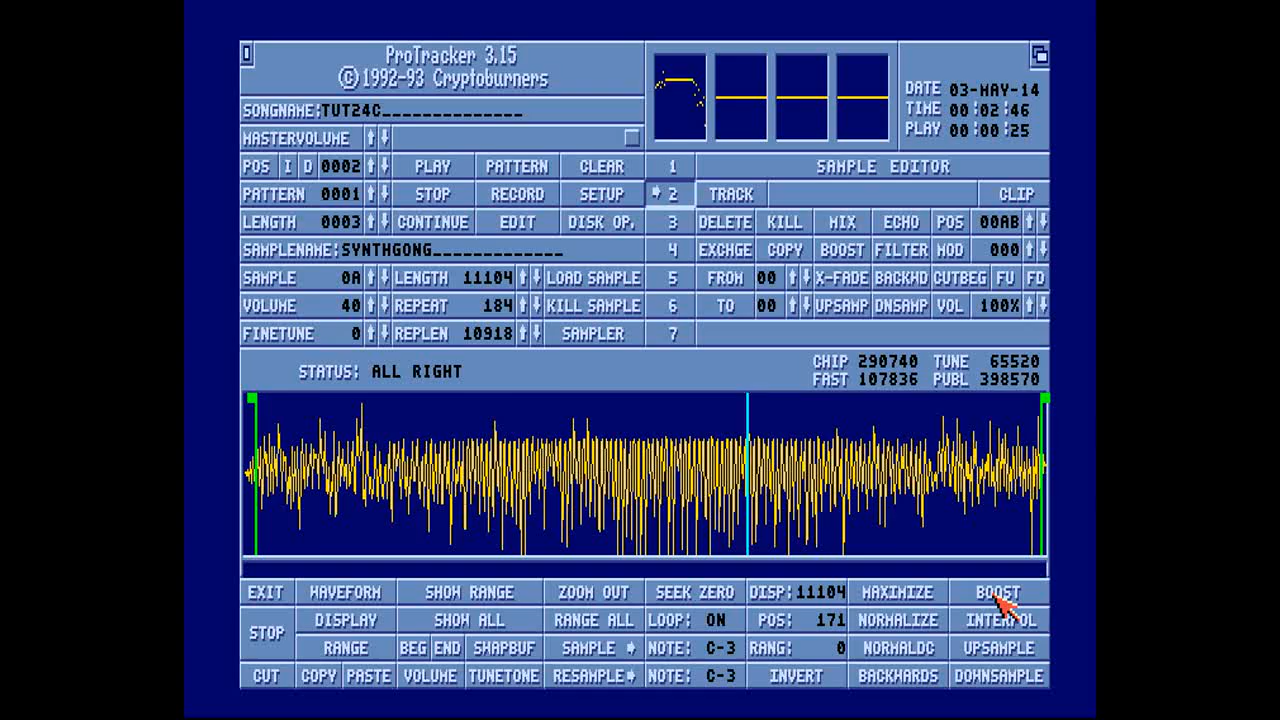 ProTracker 3.15
©1992-93 Cryptoburners
DATE 03-MAY-14
TIME 00:02:46
PLAY 00:00:25
SONGNAME:TUT24C______________
MASTERVOLUME
POS I D 0002 PLAY PATTERN CLEAR 1 SAMPLE EDITOR
PATTERN 0001 STOP RECORD SETUP 2 TRACK CLIP
LENGTH 0003 CONTINUE EDIT DISK OP. 3 DELETE KILL MIX ECHO POS 00AB
SAMPLENAME:SYNTHGONG_____________ 4 EXCHGE COPY BOOST FILTER MOD 000
SAMPLE 0A LENGTH 11104 LOAD SAMPLE 5 FROM 00 X-FADE BACKWD CUTBEG FU FD
VOLUME 40 REPEAT 184 KILL SAMPLE 6 TO 00 UPSAMP DNSAMP VOL 100%
FINETUNE 0 REPLEN 10918 SAMPLER 7
STATUS: ALL RIGHT
CHIP 290740 TUNE 65520
FAST 107836 PUBL 398570
EXIT WAVEFORM SHOW RANGE ZOOM OUT SEEK ZERO DISP:11104 MAXIMIZE BOOST
STOP DISPLAY SHOW ALL RANGE ALL LOOP: ON POS: 171 NORMALIZE INTERPOL
RANGE BEG END SWAPBUF SAMPLE NOTE: C-3 RANG: 0 NORMALDC UPSAMPLE
CUT COPY PASTE VOLUME TUNETONE RESAMPLE NOTE: C-3 INVERT BACKWARDS DOWNSAMPLE